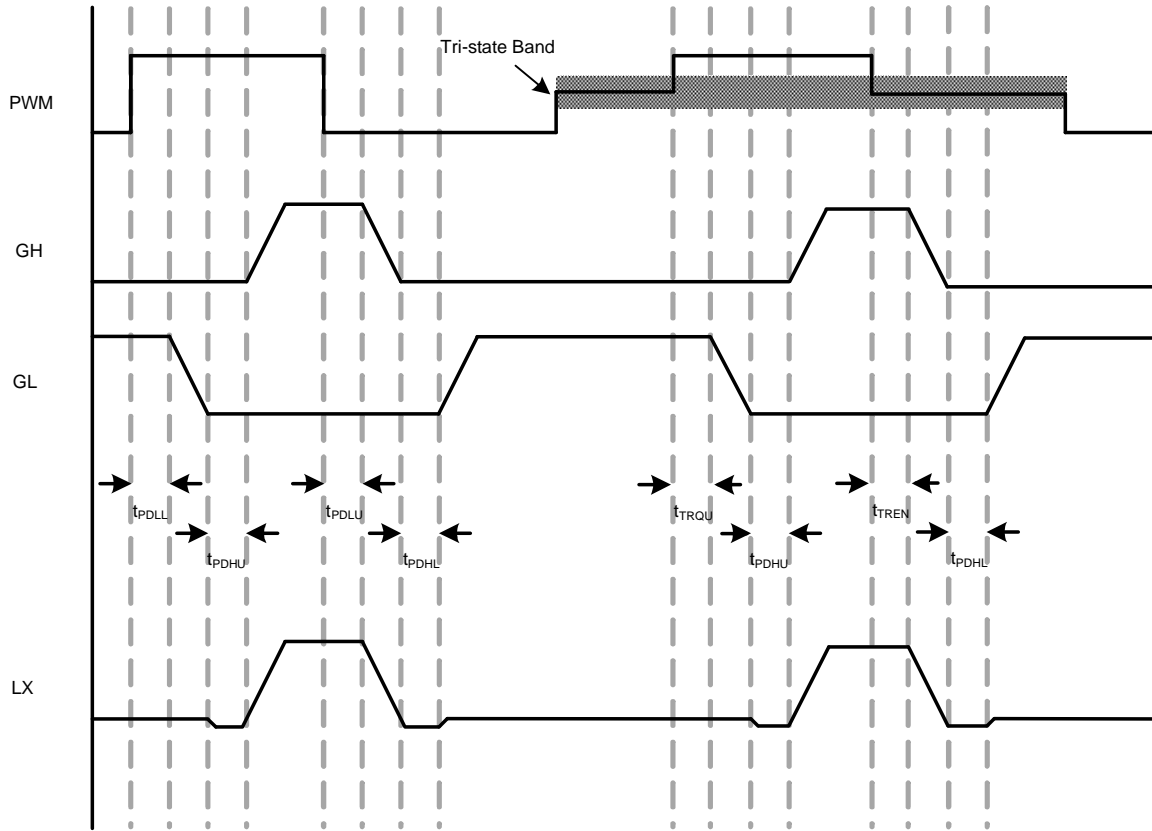 Tri-state Band
PWM
GH
GL
tPDLL
tPDLU
tTRQU
tTREN
tPDHU
tPDHL
tPDHU
tPDHL
LX